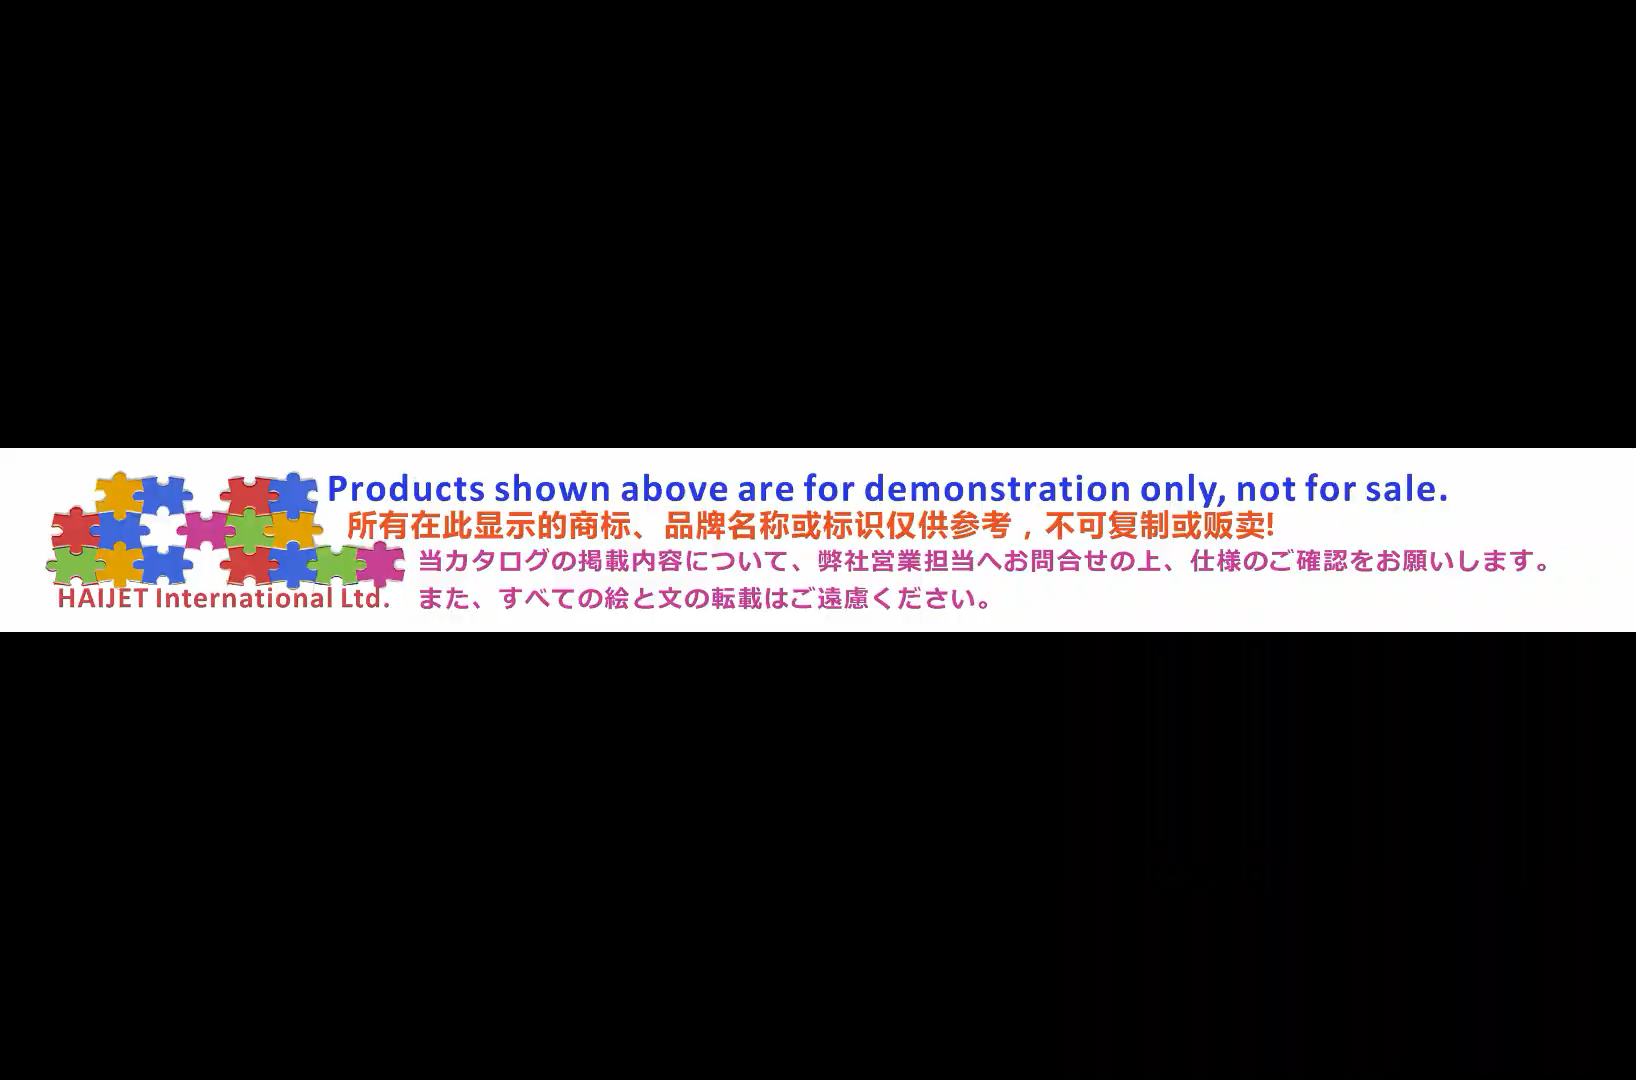 Products shown above are for demonstration only, not for sale.
所有在此显示的商标、品牌名称或标识仅供参考，不可复制或贩卖!
当カタログの掲載内容について、弊社営業担当へお問合せの上、仕様のご確認をお願いします。
HAIJET International Ltd.
また、すべての絵と文の転載はご遠慮ください。